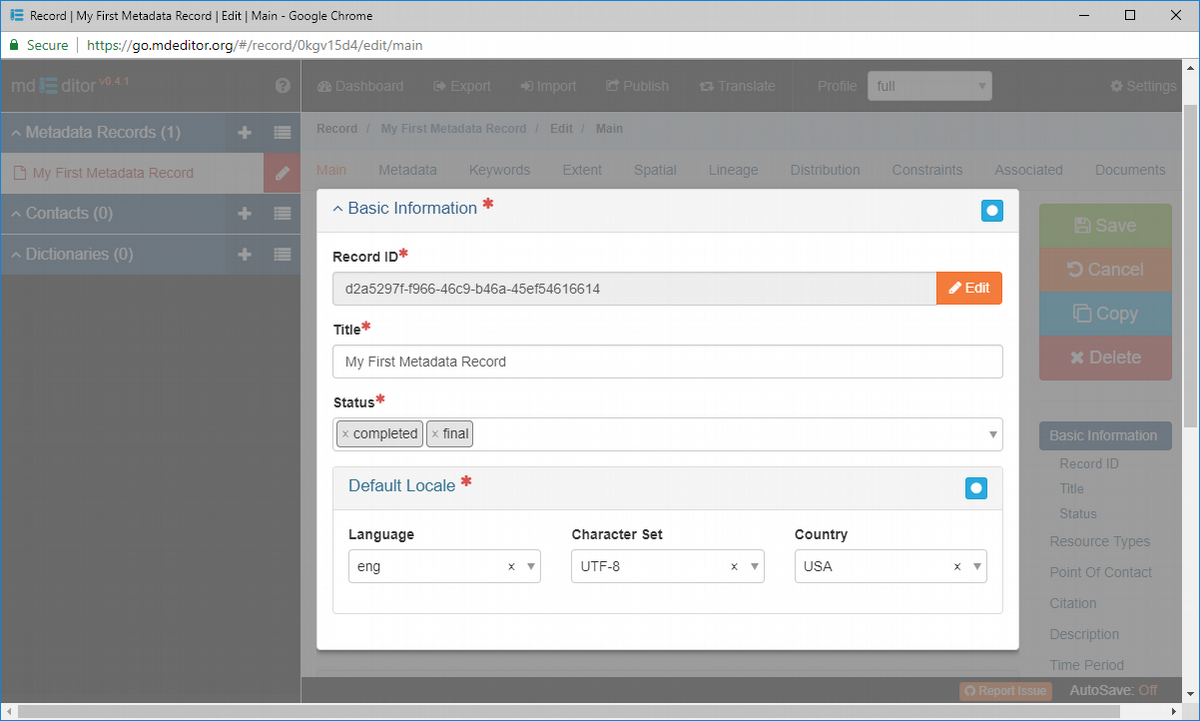 Record | My First Metadata Record | Edit | Main - Google Chrome
Secure https://go.mdeditor.org/#/record/0kgv15d4/edit/main
mdEditor v0.4.1
Dashboard Export Import Publish Translate Profile full Settings
Metadata Records (1)
My First Metadata Record
Contacts (0)
Dictionaries (0)
Record / My First Metadata Record / Edit / Main
Main Metadata Keywords Extent Spatial Lineage Distribution Constraints Associated Documents
Basic Information *
Record ID*
d2a5297f-f966-46c9-b46a-45ef54616614 Edit
Title*
My First Metadata Record
Status*
× completed × final
Default Locale *
Language Character Set Country
eng × UTF-8 × USA ×
Save
Cancel
Copy
Delete
Basic Information
Record ID
Title
Status
Resource Types
Point Of Contact
Citation
Description
Time Period
Report Issue AutoSave: Off